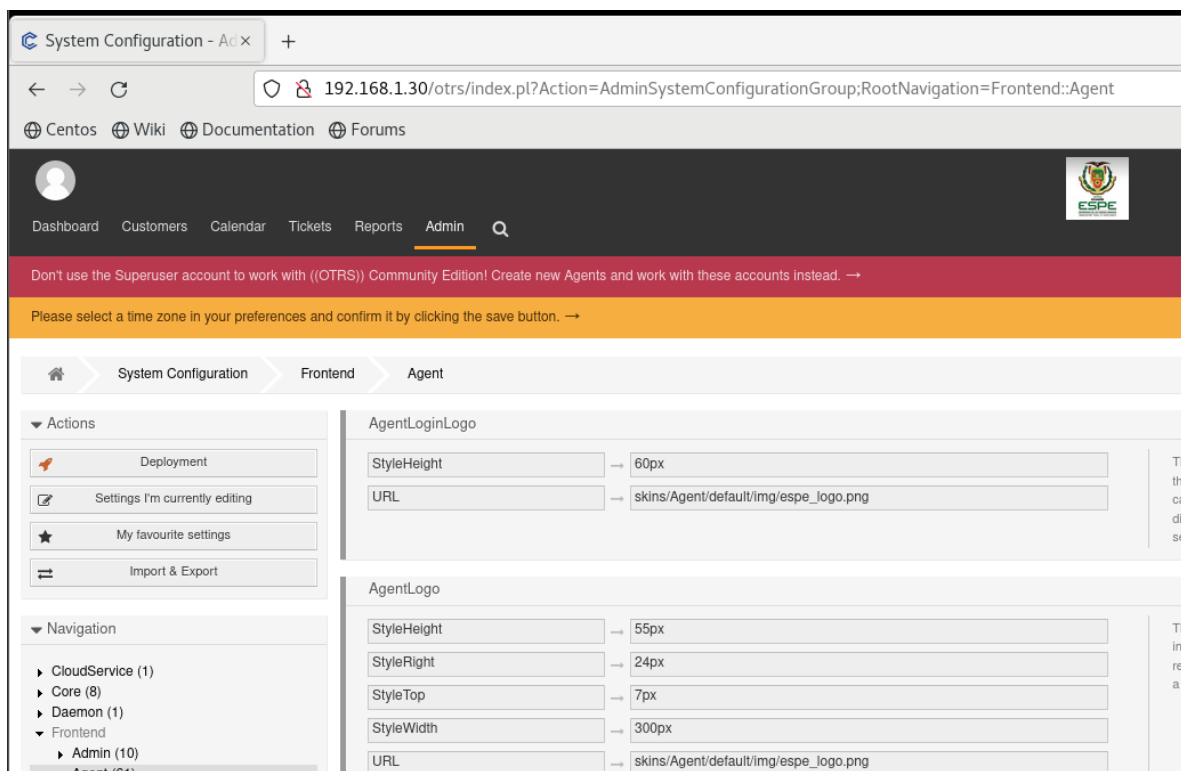 System Configuration - Ad
192.168.1.30/otrs/index.pl?Action=AdminSystemConfigurationGroup;RootNavigation=Frontend::Agent
Centos Wiki Documentation Forums
ESPE
Dashboard Customers Calendar Tickets Reports Admin
Don't use the Superuser account to work with ((OTRS)) Community Edition! Create new Agents and work with these accounts instead. →
Please select a time zone in your preferences and confirm it by clicking the save button. →
System Configuration Frontend Agent
Actions
Deployment
Settings I'm currently editing
My favourite settings
Import & Export
Navigation
CloudService (1)
Core (8)
Daemon (1)
Frontend
Admin (10)
AgentLoginLogo
StyleHeight → 60px
URL → skins/Agent/default/img/espe_logo.png
AgentLogo
StyleHeight → 55px
StyleRight → 24px
StyleTop → 7px
StyleWidth → 300px
URL → skins/Agent/default/img/espe_logo.png